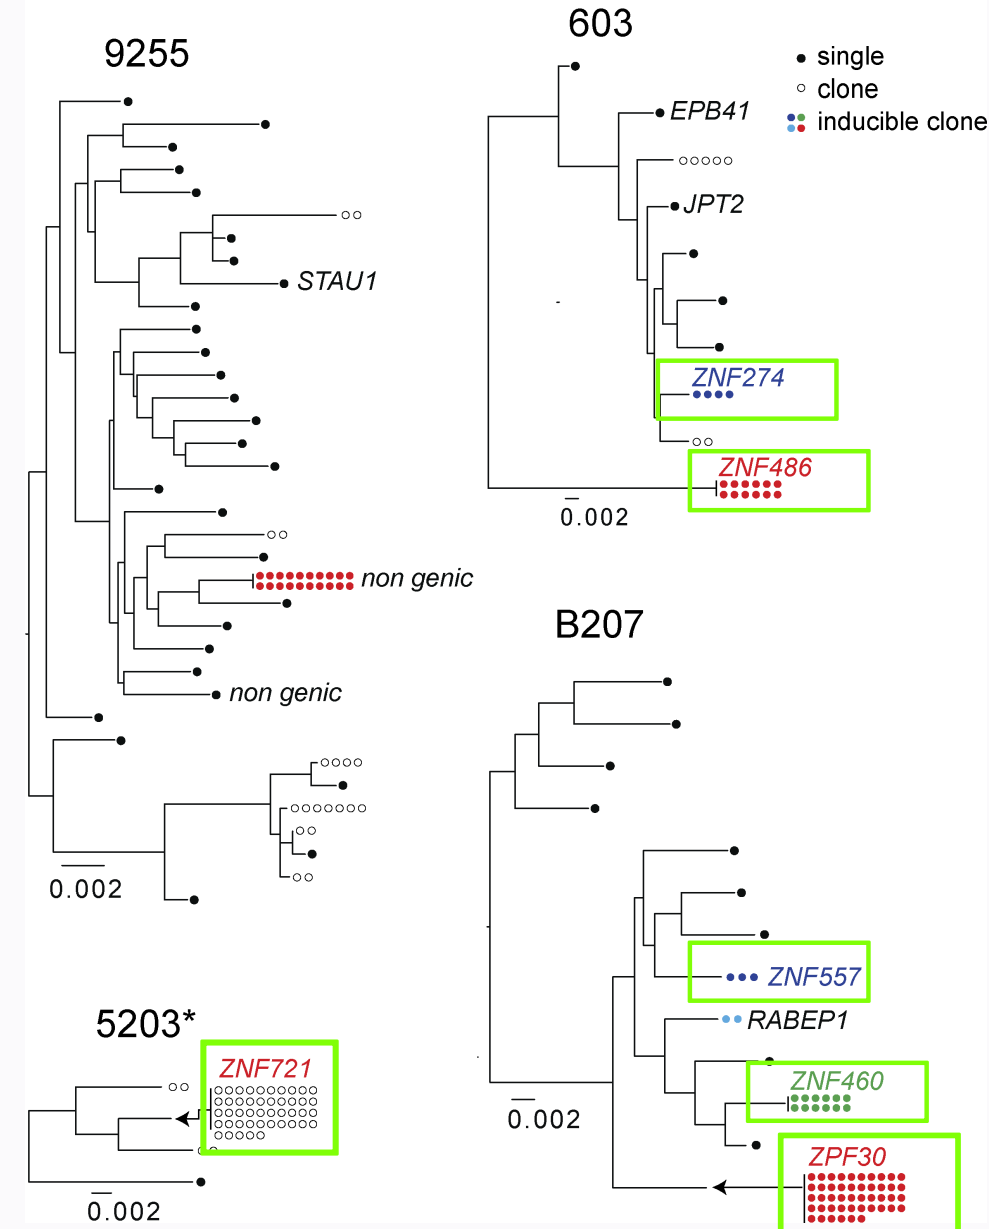 9255
603
single
clone
inducible clone
EPB41
JPT2
STAU1
ZNF274
ZNF486
0.002
non genic
B207
non genic
0.002
ZNF557
RABEP1
5203*
ZNF721
ZNF460
0.002
ZPF30
0.002